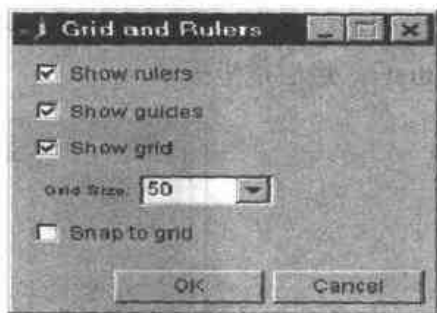 Grid and Rulers
Show rulers
Show guides
Show grid
Grid Size: 50
Snap to grid
OK Cancel